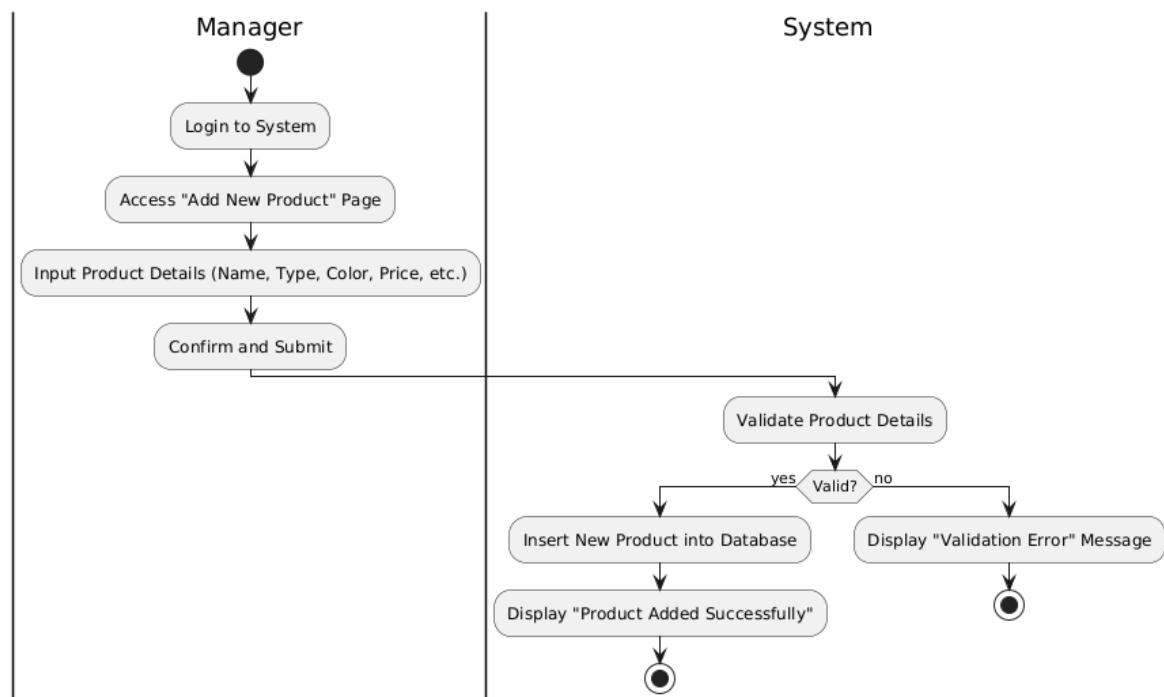 Manager
System
Login to System
Access "Add New Product" Page
Input Product Details (Name, Type, Color, Price, etc.)
Confirm and Submit
Validate Product Details
yes
Valid?
no
Insert New Product into Database
Display "Validation Error" Message
Display "Product Added Successfully"